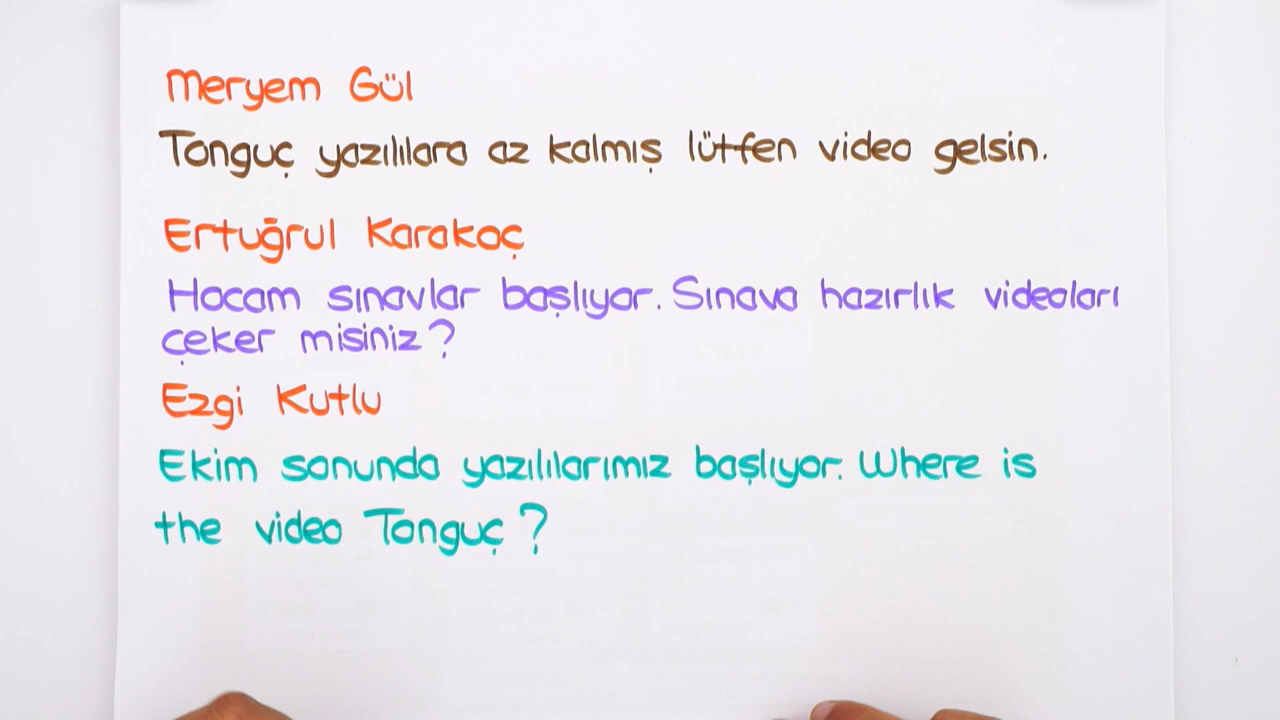 Meryem Gül
Tonguç yazılılara az kalmış lütfen video gelsin.
Ertuğrul Karakoç
Hocam sınavlar başlıyor. Sınava hazırlık videoları
çeker misiniz?
Ezgi Kutlu
Ekim sonunda yazılılarımız başlıyor. Where is
the video Tonguç?